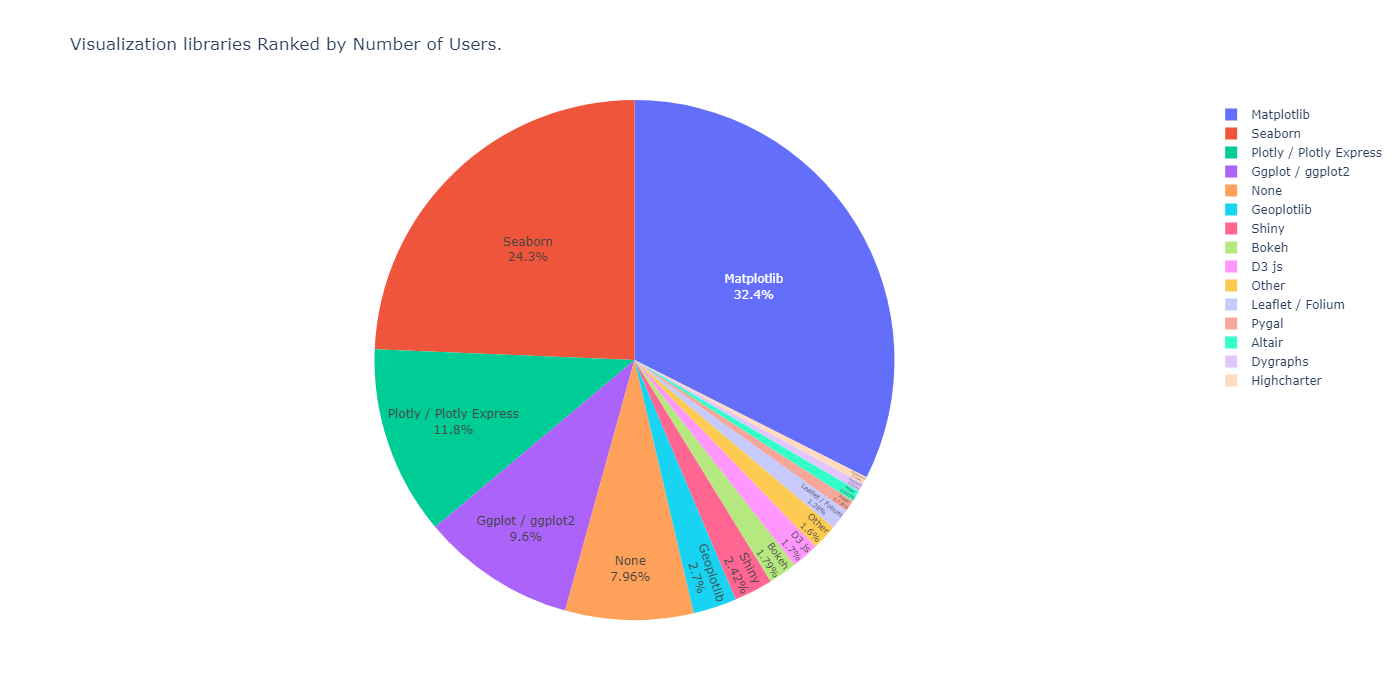 Visualization libraries Ranked by Number of Users.
Matplotlib
32.4%
Seaborn
24.3%
Plotly / Plotly Express
11.8%
Ggplot / ggplot2
9.6%
None
7.96%
Geoplotlib
2.7%
Shiny
2.42%
Bokeh
1.79%
D3 js
1.7%
Other
1.6%
Leaflet / Folium
1.28%
Matplotlib
Seaborn
Plotly / Plotly Express
Ggplot / ggplot2
None
Geoplotlib
Shiny
Bokeh
D3 js
Other
Leaflet / Folium
Pygal
Altair
Dygraphs
Highcharter